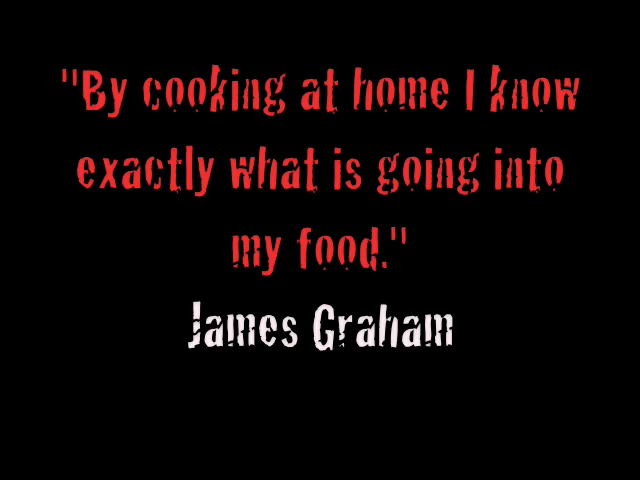 "By cooking at home I know
exactly what is going into
my food."
James Graham